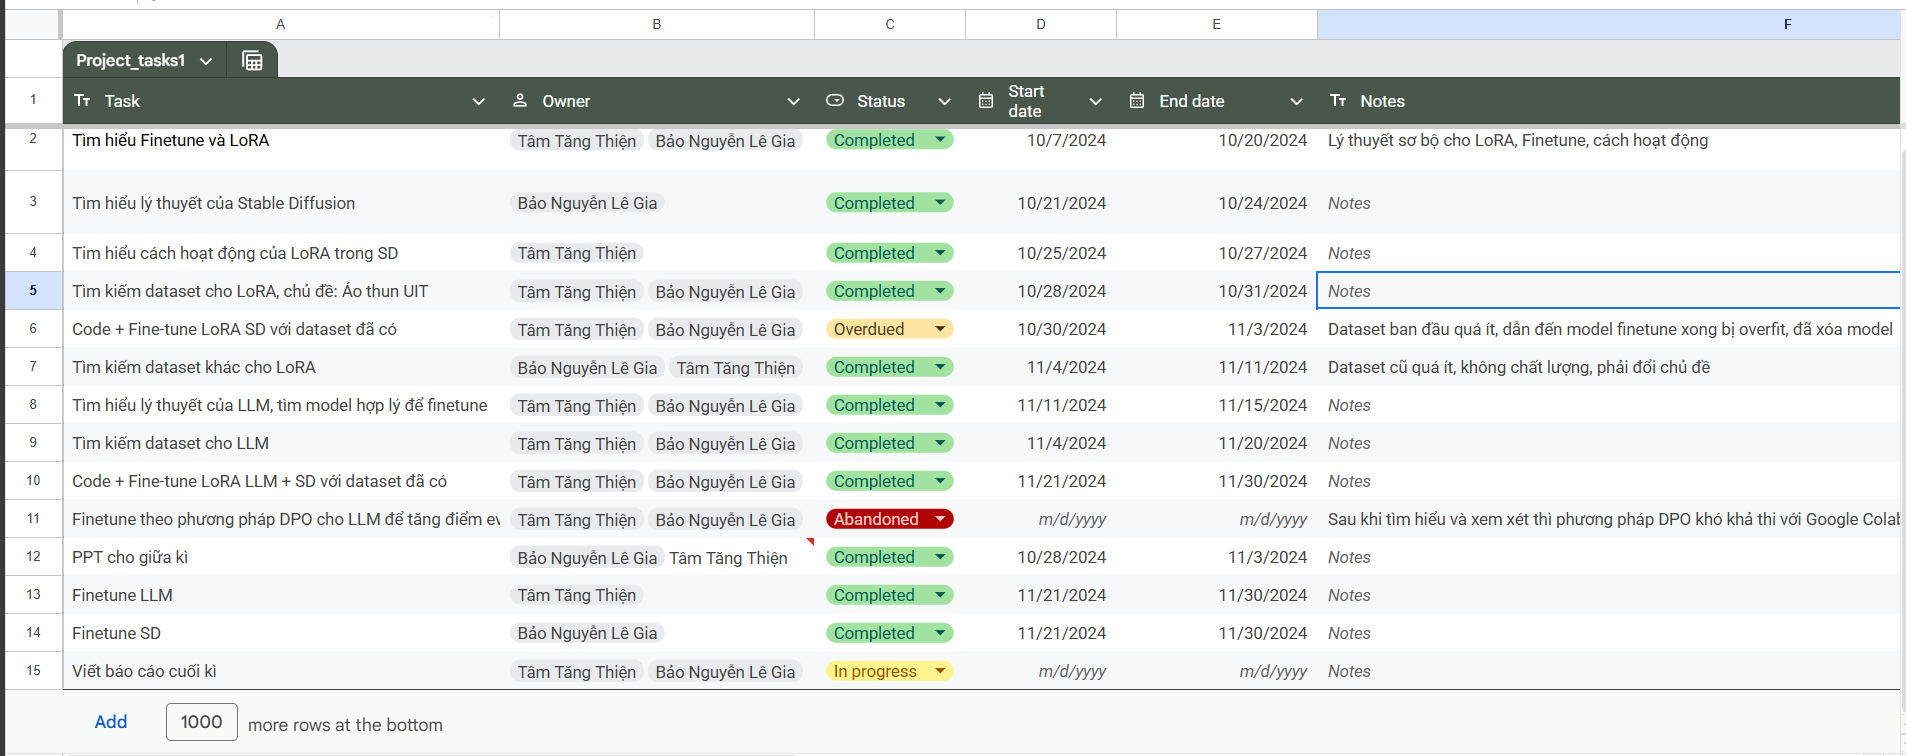 A B C D E F
Project_tasks1
1 Task Owner Status Start date End date Notes
2 Tìm hiểu Finetune và LoRA Tâm Tăng Thiện Bảo Nguyễn Lê Gia Completed 10/7/2024 10/20/2024 Lý thuyết sơ bộ cho LoRA, Finetune, cách hoạt động
3 Tìm hiểu lý thuyết của Stable Diffusion Bảo Nguyễn Lê Gia Completed 10/21/2024 10/24/2024 Notes
4 Tìm hiểu cách hoạt động của LoRA trong SD Tâm Tăng Thiện Completed 10/25/2024 10/27/2024 Notes
5 Tìm kiếm dataset cho LoRA, chủ đề: Áo thun UIT Tâm Tăng Thiện Bảo Nguyễn Lê Gia Completed 10/28/2024 10/31/2024 Notes
6 Code + Fine-tune LoRA SD với dataset đã có Tâm Tăng Thiện Bảo Nguyễn Lê Gia Overdued 10/30/2024 11/3/2024 Dataset ban đầu quá ít, dẫn đến model finetune xong bị overfit, đã xóa model
7 Tìm kiếm dataset khác cho LoRA Bảo Nguyễn Lê Gia Tâm Tăng Thiện Completed 11/4/2024 11/11/2024 Dataset cũ quá ít, không chất lượng, phải đổi chủ đề
8 Tìm hiểu lý thuyết của LLM, tìm model hợp lý để finetune Tâm Tăng Thiện Bảo Nguyễn Lê Gia Completed 11/11/2024 11/15/2024 Notes
9 Tìm kiếm dataset cho LLM Tâm Tăng Thiện Bảo Nguyễn Lê Gia Completed 11/4/2024 11/20/2024 Notes
10 Code + Fine-tune LoRA LLM + SD với dataset đã có Tâm Tăng Thiện Bảo Nguyễn Lê Gia Completed 11/21/2024 11/30/2024 Notes
11 Finetune theo phương pháp DPO cho LLM để tăng điểm ev Tâm Tăng Thiện Bảo Nguyễn Lê Gia Abandoned m/d/yyyy m/d/yyyy Sau khi tìm hiểu và xem xét thì phương pháp DPO khó khả thi với Google Colab
12 PPT cho giữa kì Bảo Nguyễn Lê Gia Tâm Tăng Thiện Completed 10/28/2024 11/3/2024 Notes
13 Finetune LLM Tâm Tăng Thiện Completed 11/21/2024 11/30/2024 Notes
14 Finetune SD Bảo Nguyễn Lê Gia Completed 11/21/2024 11/30/2024 Notes
15 Viết báo cáo cuối kì Tâm Tăng Thiện Bảo Nguyễn Lê Gia In progress m/d/yyyy m/d/yyyy Notes
Add 1000 more rows at the bottom